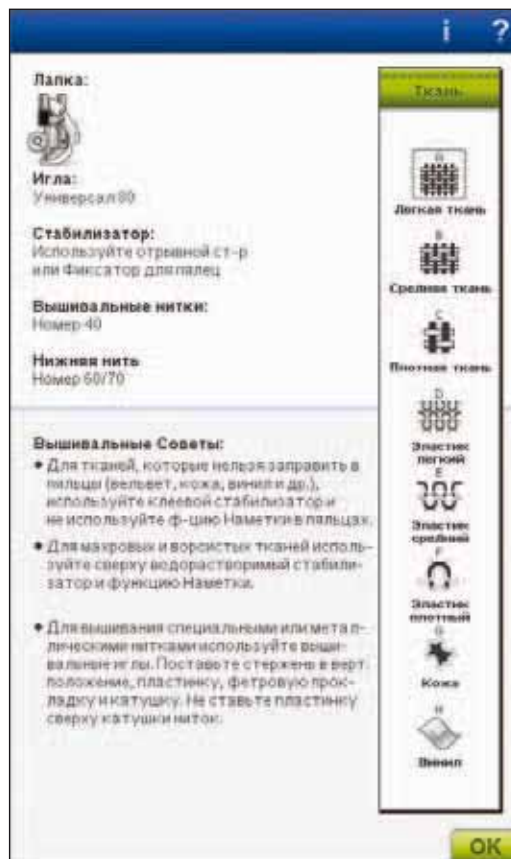 i ?
Лапка:
Игла:
Универсал 80
Стабилизатор:
Используйте отрывной ст-р
или Фиксатор для пялец
Вышивальные нитки:
Номер 40
Нижняя нить
Номер 60/70
Вышивальные Советы:
• Для тканей, которые нельзя заправить в
пяльцы (вельвет, кожа, винил и др.),
используйте клеевой стабилизатор и
не используйте ф-цию Наметки в пяльцах.
• Для махровых и ворсистых тканей исполь-
зуйте сверху водорастворимый стабили-
затор и функцию Наметки.
• Для вышивания специальными или метал-
лическими нитками используйте выши-
вальные иглы. Поставьте стержень в верт.
положение, пластинку, фетровую прок-
ладку и катушку. Не ставьте пластинку
сверху катушки ниток.
Ткань
A
Легкая ткань
B
Средняя ткань
C
Плотная ткань
D
Эластик
легкий
E
Эластик
средний
F
Эластик
плотный
G
Кожа
H
Винил
OK